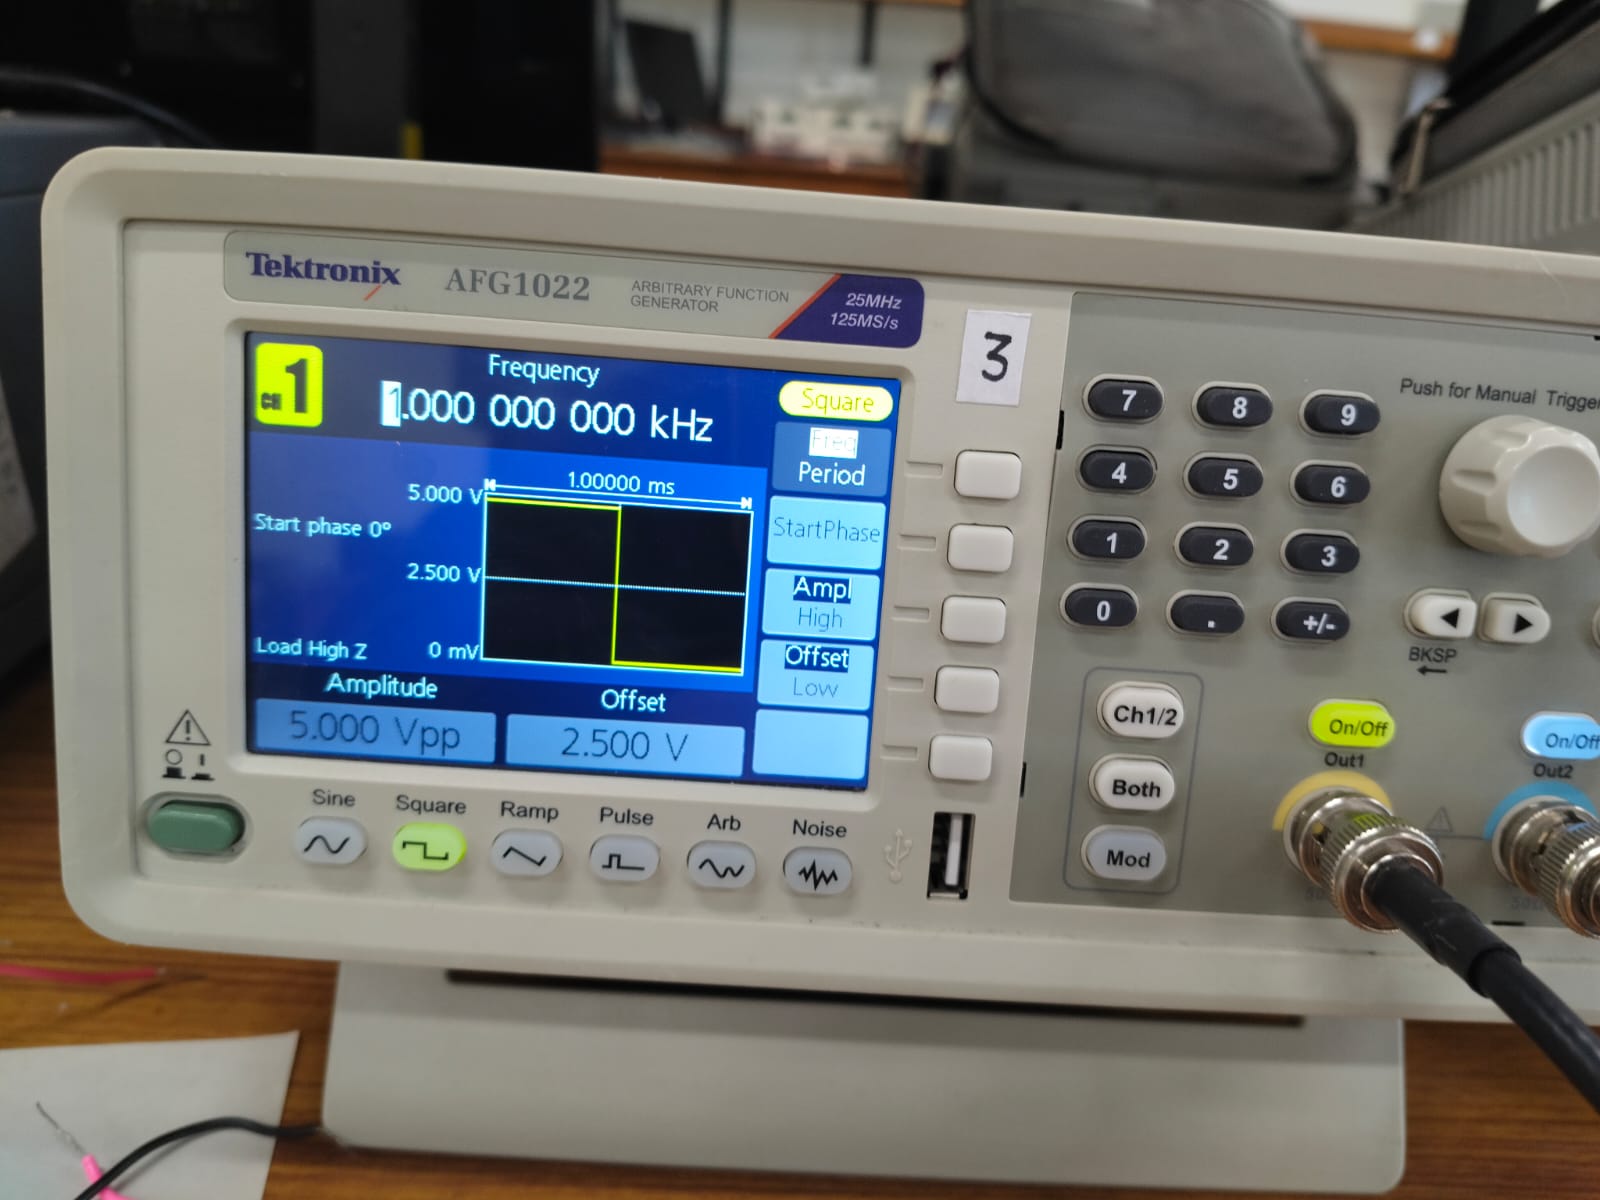 Tektronix AFG1022 ARBITRARY FUNCTION GENERATOR
25MHz
125MS/s
3
CH 1
Frequency
1.000 000 000 kHz
Square
Freq
Period
1.00000 ms
5.000 V
Start phase 0°
StartPhase
2.500 V
Ampl
High
Load High Z
0 mV
Offset
Low
Amplitude
Offset
5.000 Vpp
2.500 V
Sine
Square
Ramp
Pulse
Arb
Noise
7 8 9
4 5 6
1 2 3
0 . +/-
Push for Manual Trigger
BKSP
Ch1/2
Both
Mod
On/Off
Out1
On/Off
Out2